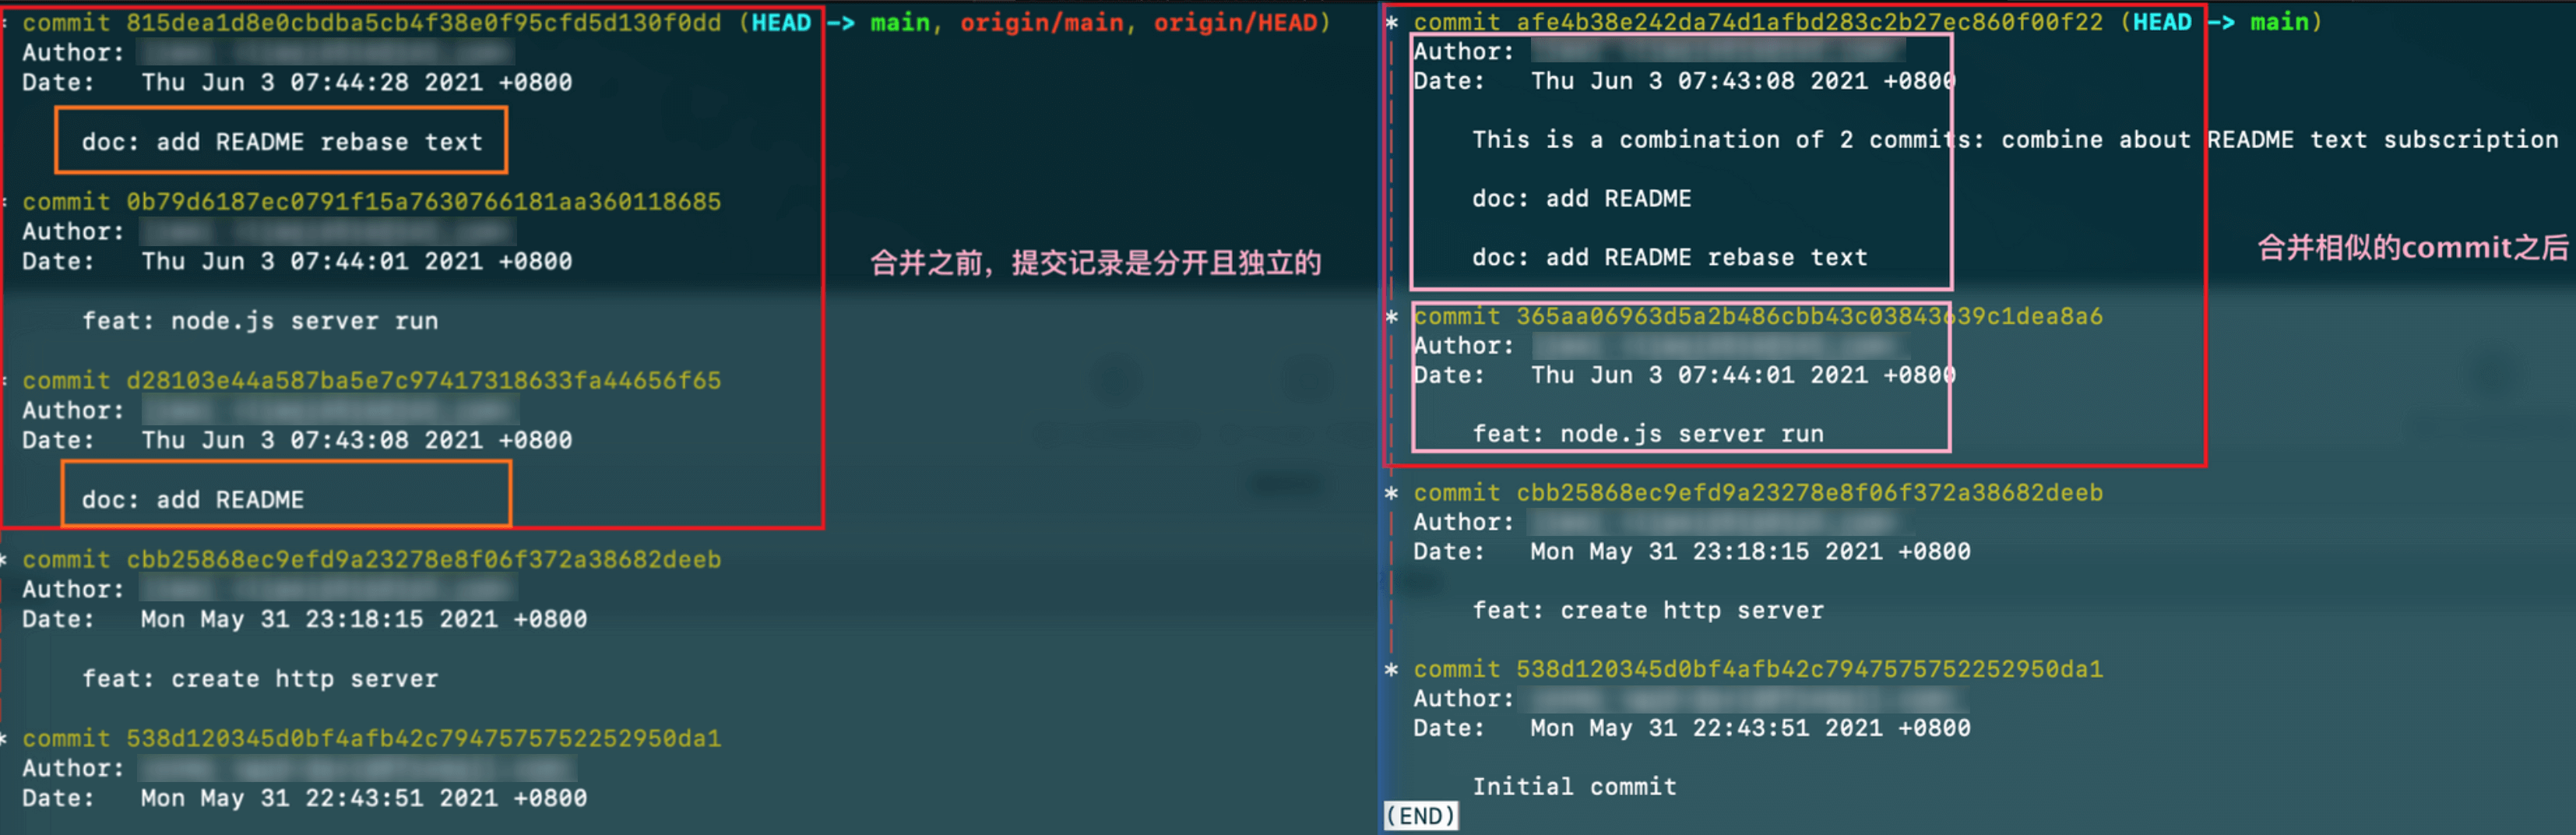 commit 815dea1d8e0cbdba5cb4f38e0f95cfd5d130f0dd (HEAD -> main, origin/main, origin/HEAD)
Author:
Date: Thu Jun 3 07:44:28 2021 +0800
doc: add README rebase text
commit 0b79d6187ec0791f15a7630766181aa360118685
Author:
Date: Thu Jun 3 07:44:01 2021 +0800
feat: node.js server run
commit d28103e44a587ba5e7c97417318633fa44656f65
Author:
Date: Thu Jun 3 07:43:08 2021 +0800
doc: add README
* commit cbb25868ec9efd9a23278e8f06f372a38682deeb
Author:
Date: Mon May 31 23:18:15 2021 +0800
feat: create http server
* commit 538d120345d0bf4afb42c7947575752252950da1
Author:
Date: Mon May 31 22:43:51 2021 +0800
合并之前，提交记录是分开且独立的
* commit afe4b38e242da74d1afbd283c2b27ec860f00f22 (HEAD -> main)
Author:
Date: Thu Jun 3 07:43:08 2021 +0800
This is a combination of 2 commits: combine about README text subscription
doc: add README
doc: add README rebase text
* commit 365aa06963d5a2b486cbb43c03843639c1dea8a6
Author:
Date: Thu Jun 3 07:44:01 2021 +0800
feat: node.js server run
* commit cbb25868ec9efd9a23278e8f06f372a38682deeb
Author:
Date: Mon May 31 23:18:15 2021 +0800
feat: create http server
* commit 538d120345d0bf4afb42c7947575752252950da1
Author:
Date: Mon May 31 22:43:51 2021 +0800
Initial commit
(END)
合并相似的commit之后